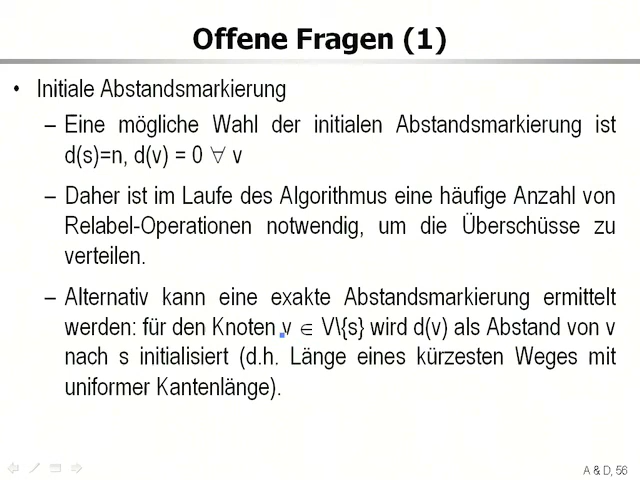 Offene Fragen (1)
• Initiale Abstandsmarkierung
– Eine mögliche Wahl der initialen Abstandsmarkierung ist
d(s)=n, d(v) = 0 ∀ v
– Daher ist im Laufe des Algorithmus eine häufige Anzahl von
Relabel-Operationen notwendig, um die Überschüsse zu
verteilen.
– Alternativ kann eine exakte Abstandsmarkierung ermittelt
werden: für den Knoten v ∈ V\{s} wird d(v) als Abstand von v
nach s initialisiert (d.h. Länge eines kürzesten Weges mit
uniformer Kantenlänge).
A & D, 56